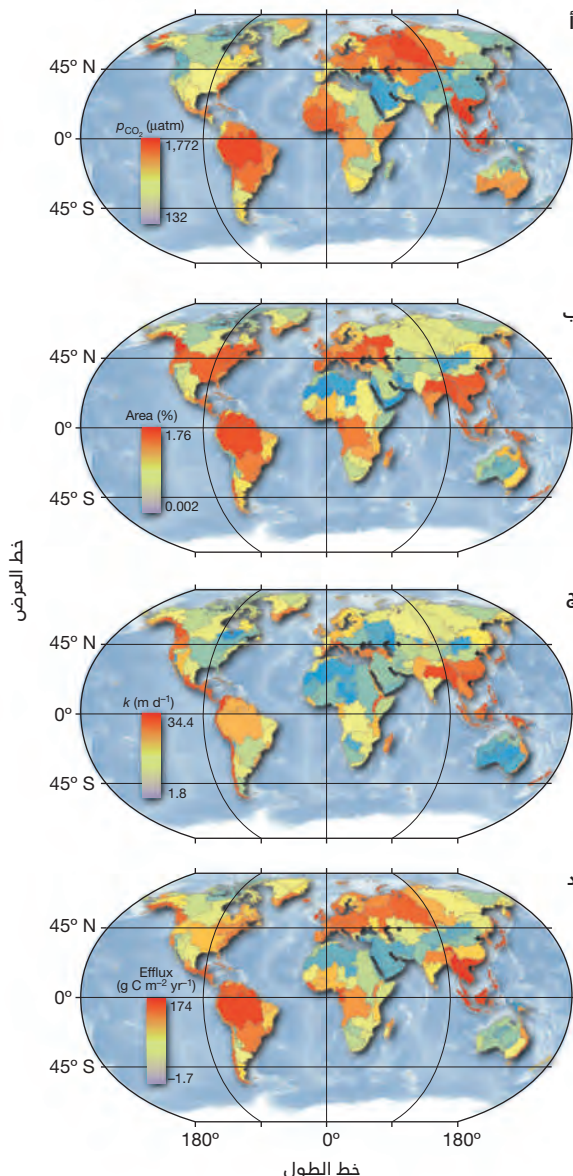 أ
45° N
pCO₂ (µatm)
1,772
0°
132
45° S
ب
45° N
Area (%)
1.76
0°
0.002
45° S
خط العرض
ج
45° N
k (m d⁻¹)
34.4
0°
1.8
45° S
د
45° N
Efflux
(g C m⁻² yr⁻¹)
174
0°
–1.7
45° S
180° 0° 180°
خط الطول